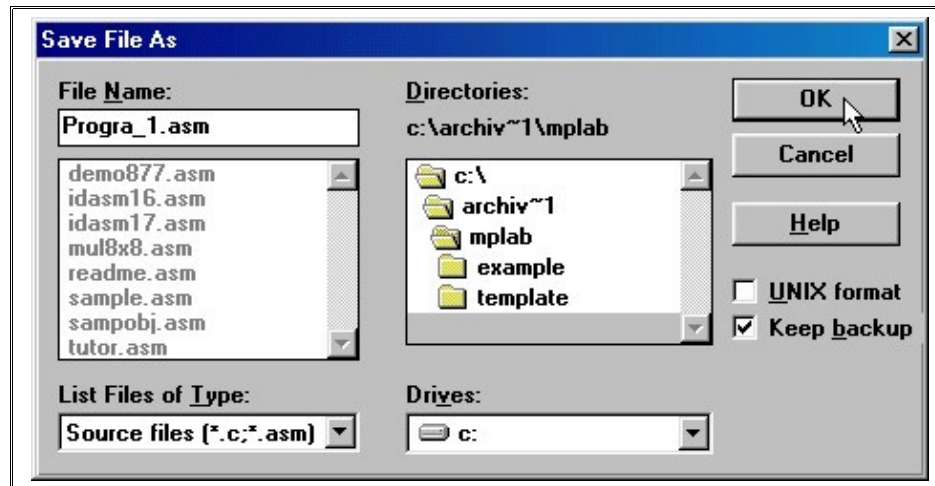 Save File As
File Name:
Progra_1.asm
demo877.asm
idasm16.asm
idasm17.asm
mul8x8.asm
readme.asm
sample.asm
sampobj.asm
tutor.asm
List Files of Type:
Source files (*.c;*.asm)
Directories:
c:\archiv~1\mplab
c:\
archiv~1
mplab
example
template
Drives:
c:
OK
Cancel
Help
UNIX format
Keep backup